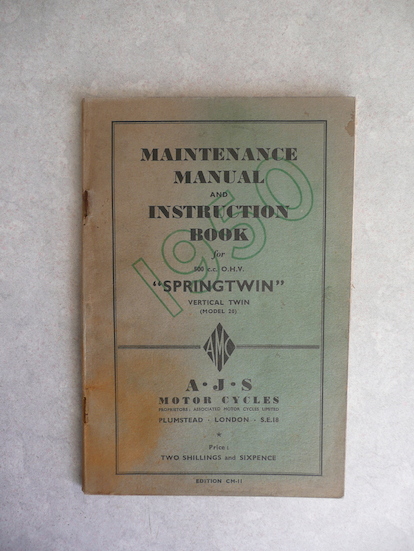 MAINTENANCE
MANUAL
AND
INSTRUCTION
BOOK
1950
for
500 c.c. O.H.V.
"SPRINGTWIN"
VERTICAL TWIN
(MODEL 20)
AMC
A·J·S
MOTOR CYCLES
PROPRIETORS: ASSOCIATED MOTOR CYCLES LIMITED
PLUMSTEAD - LONDON - S.E.18
*
Price:
TWO SHILLINGS and SIXPENCE
EDITION CM-11